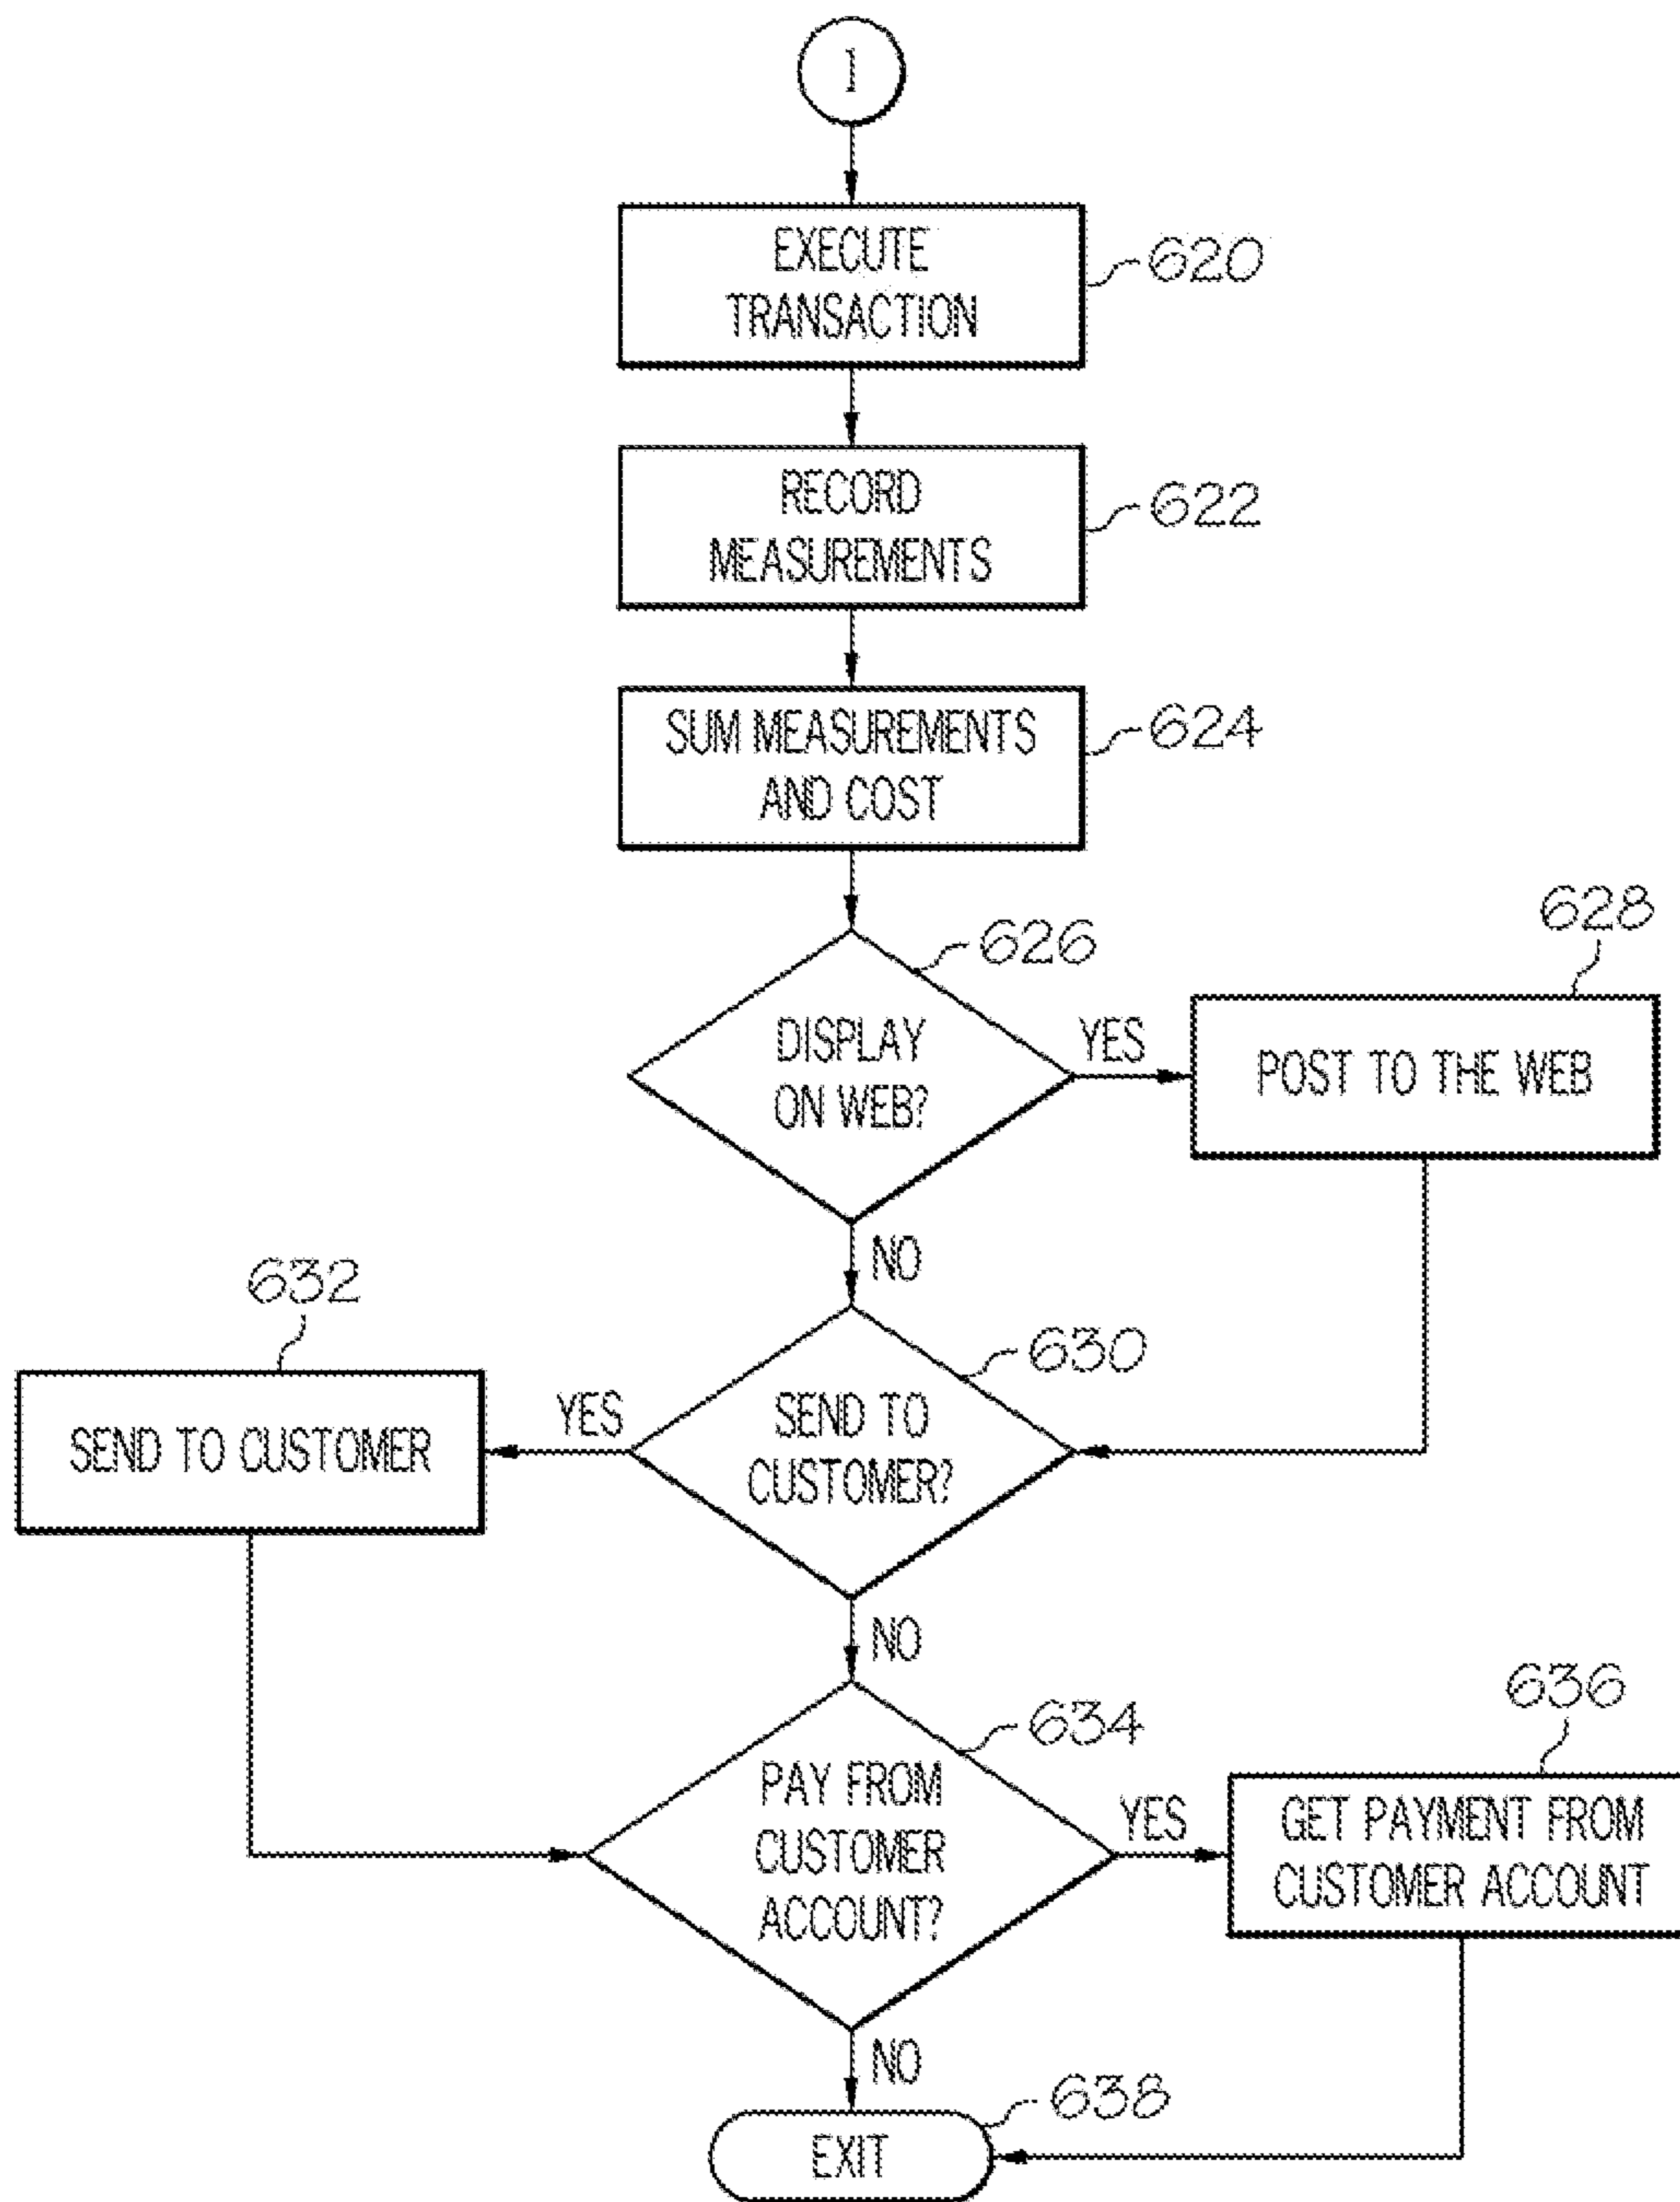 1
EXECUTE
TRANSACTION
620
RECORD
MEASUREMENTS
622
SUM MEASUREMENTS
AND COST
624
626
628
DISPLAY
ON WEB?
YES
POST TO THE WEB
NO
632
630
SEND TO CUSTOMER
YES
SEND TO
CUSTOMER?
NO
634
636
PAY FROM
CUSTOMER
ACCOUNT?
YES
GET PAYMENT FROM
CUSTOMER ACCOUNT
NO
638
EXIT